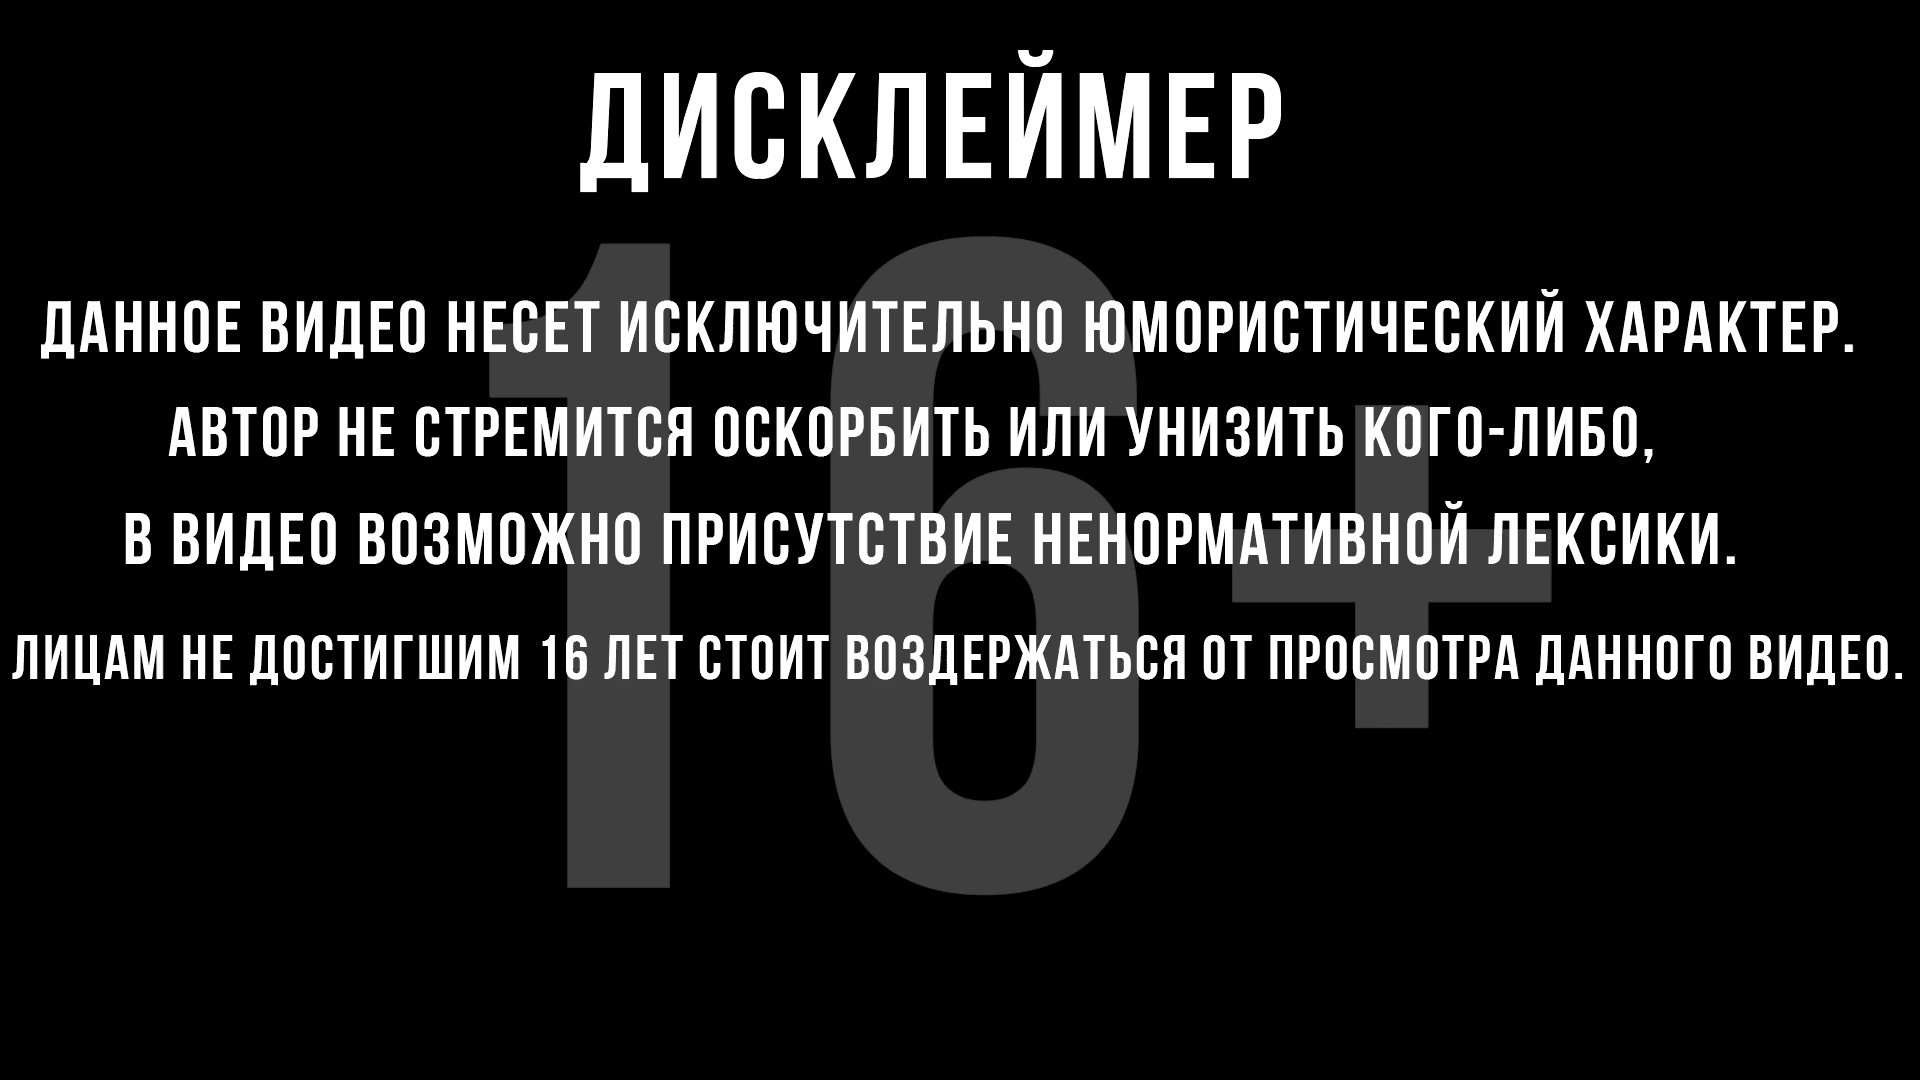 ДИСКЛЕЙМЕР
16+
ДАННОЕ ВИДЕО НЕСЕТ ИСКЛЮЧИТЕЛЬНО ЮМОРИСТИЧЕСКИЙ ХАРАКТЕР.
АВТОР НЕ СТРЕМИТСЯ ОСКОРБИТЬ ИЛИ УНИЗИТЬ КОГО-ЛИБО,
В ВИДЕО ВОЗМОЖНО ПРИСУТСТВИЕ НЕНОРМАТИВНОЙ ЛЕКСИКИ.
ЛИЦАМ НЕ ДОСТИГШИМ 16 ЛЕТ СТОИТ ВОЗДЕРЖАТЬСЯ ОТ ПРОСМОТРА ДАННОГО ВИДЕО.